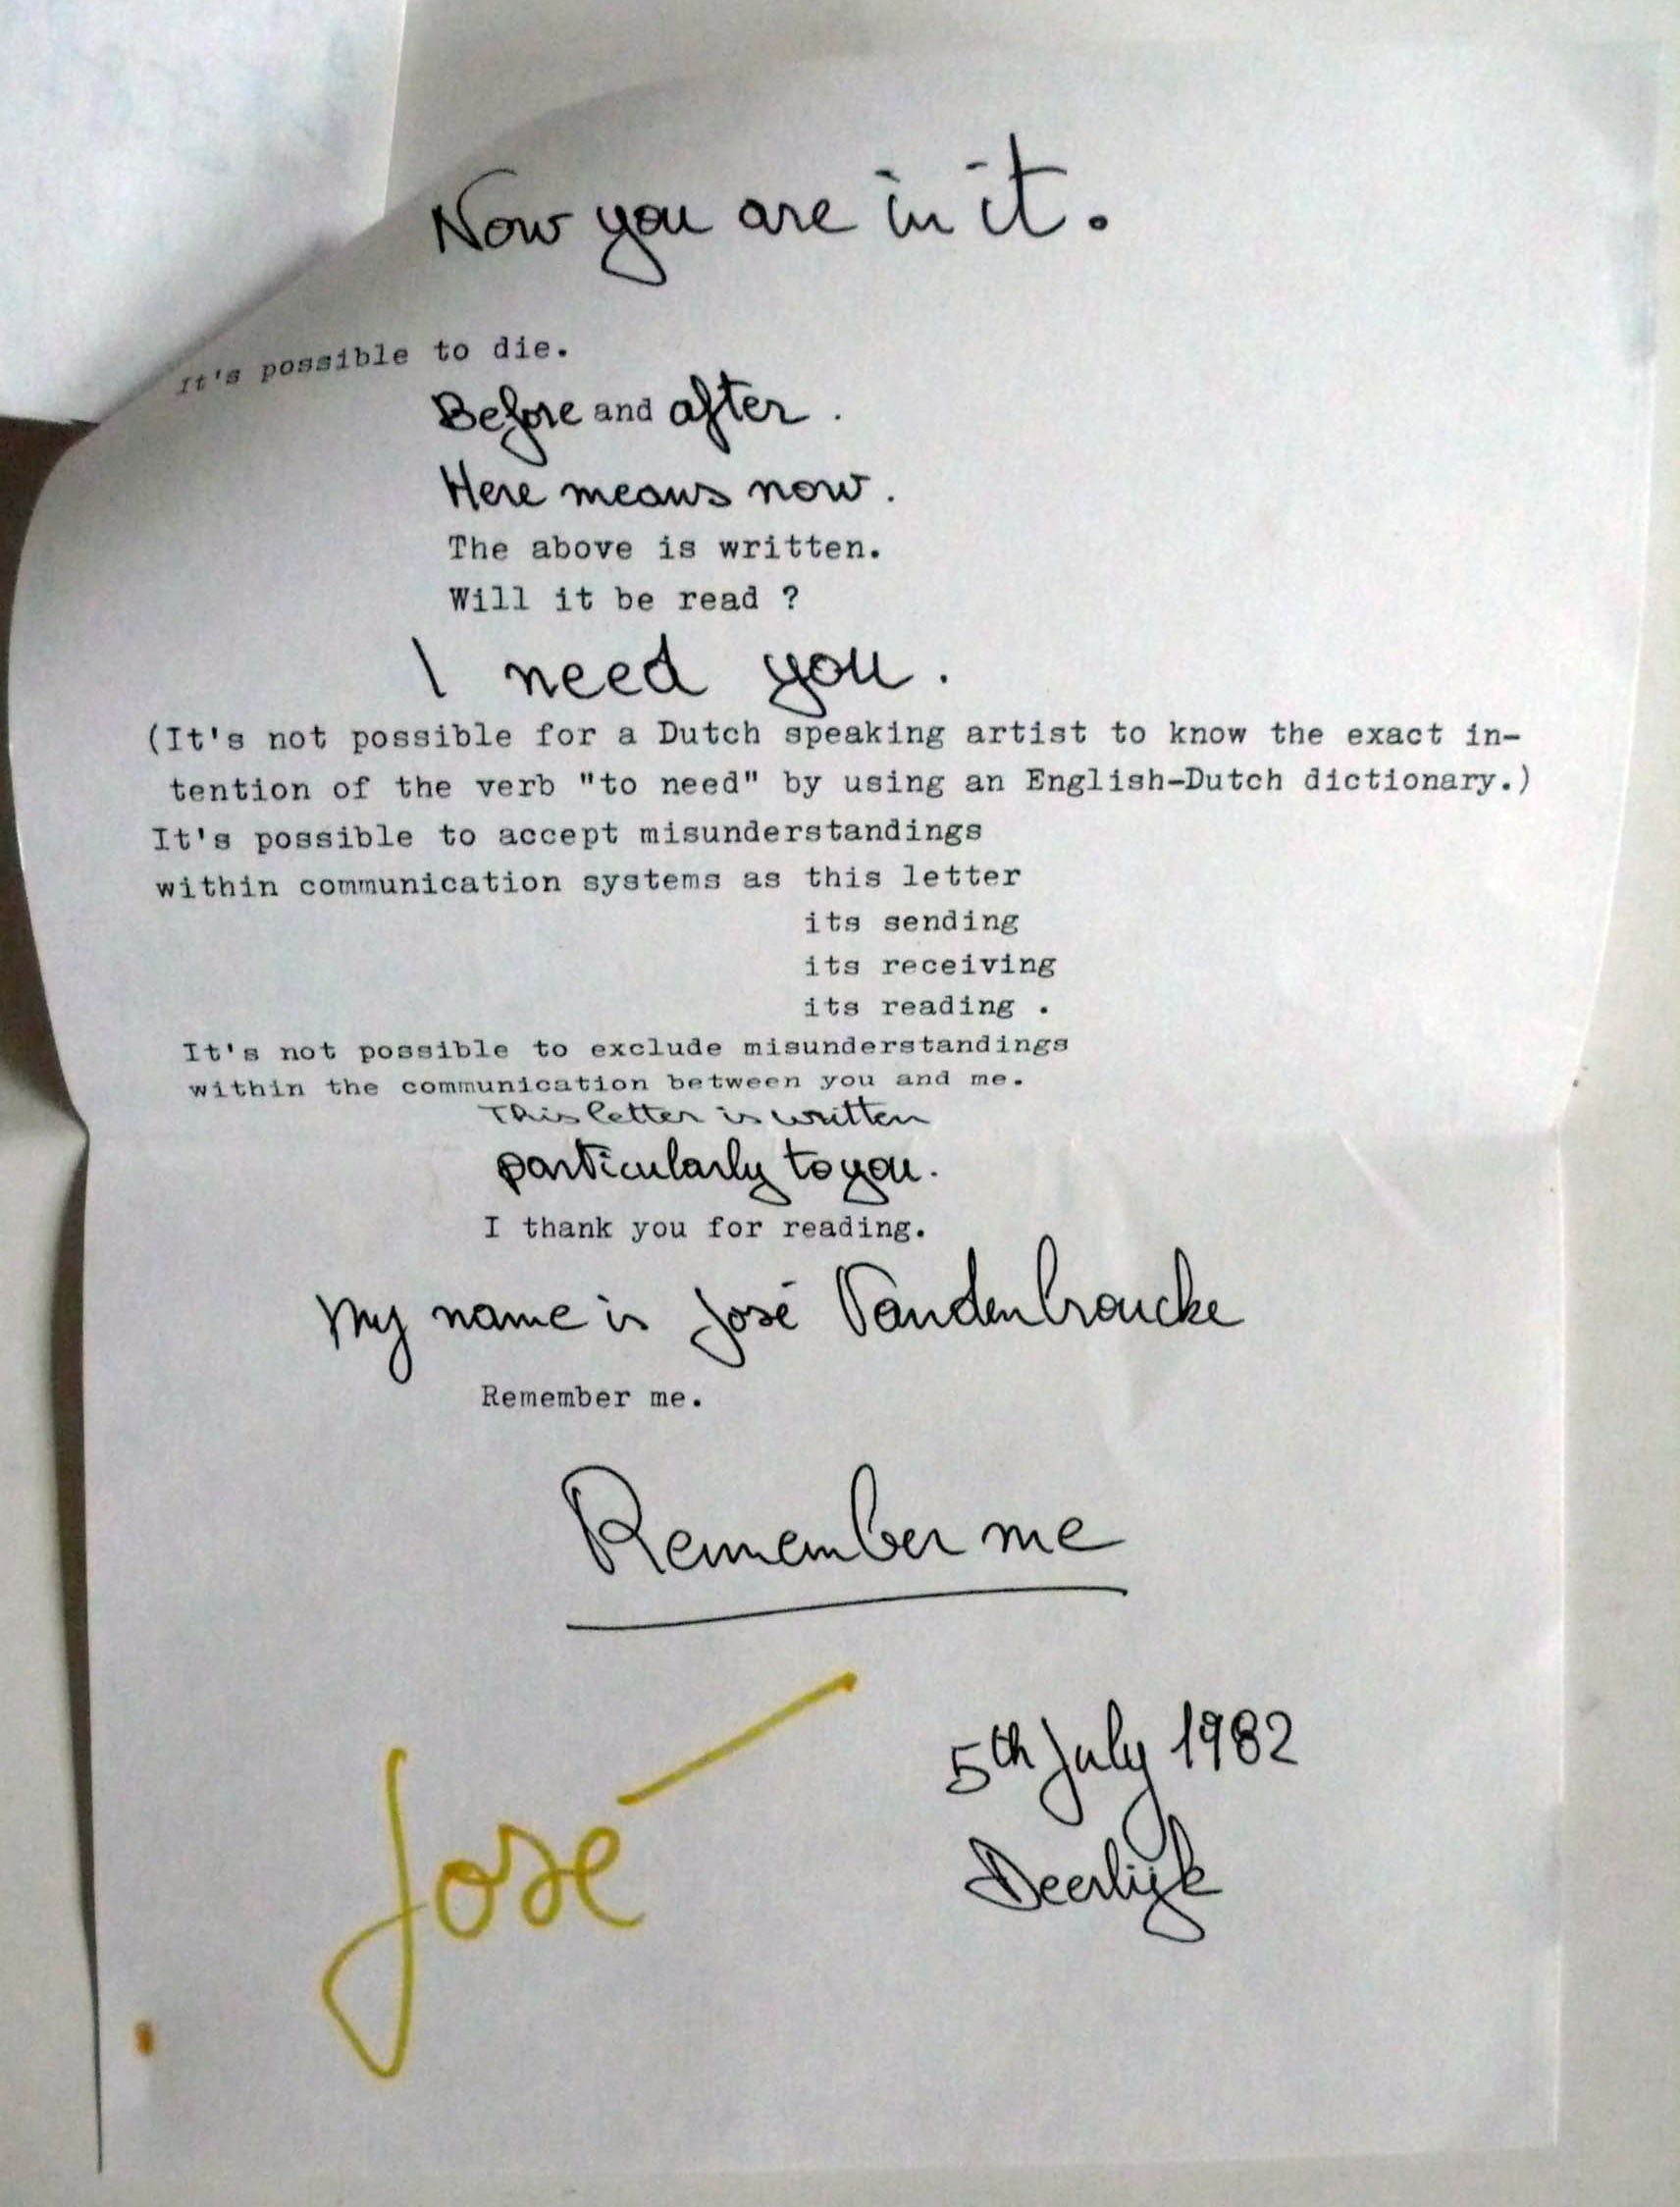 Now you are in it.
It's possible to die.
Before and after.
Here means now.
The above is written.
Will it be read ?
I need you.
(It's not possible for a Dutch speaking artist to know the exact in-
tention of the verb "to need" by using an English-Dutch dictionary.)
It's possible to accept misunderstandings
within communication systems as this letter
its sending
its receiving
its reading .
It's not possible to exclude misunderstandings
within the communication between you and me.
This letter is written
particularly to you.
I thank you for reading.
My name is José Vandenbroucke
Remember me.
Remember me
José
5th July 1982
Deerlijk